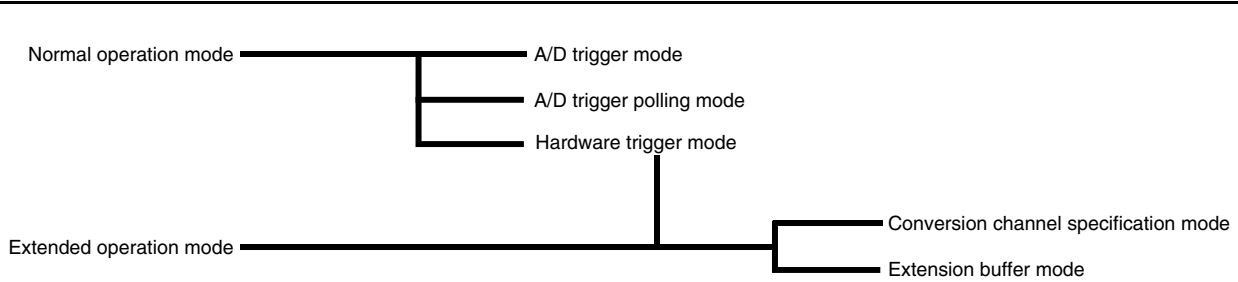 Normal operation mode
A/D trigger mode
A/D trigger polling mode
Hardware trigger mode
Conversion channel specification mode
Extended operation mode
Extension buffer mode